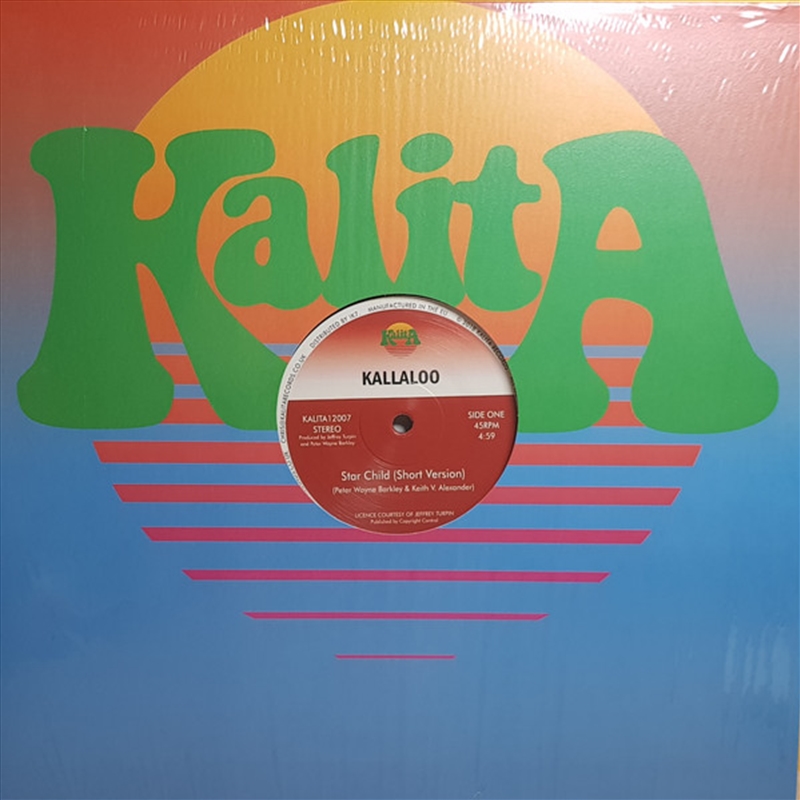 KalitA
DISTRIBUTED BY !K7 MANUFACTURED IN THE EU
KalitA
KALLALOO
KALITA12007
STEREO
Produced by Jeffrey Turpin
and Peter Wayne Barkley
SIDE ONE
45RPM
4:59
Star Child (Short Version)
(Peter Wayne Barkley & Keith V. Alexander)
LICENCE COURTESY OF JEFFREY TURPIN
Published by Copyright Control